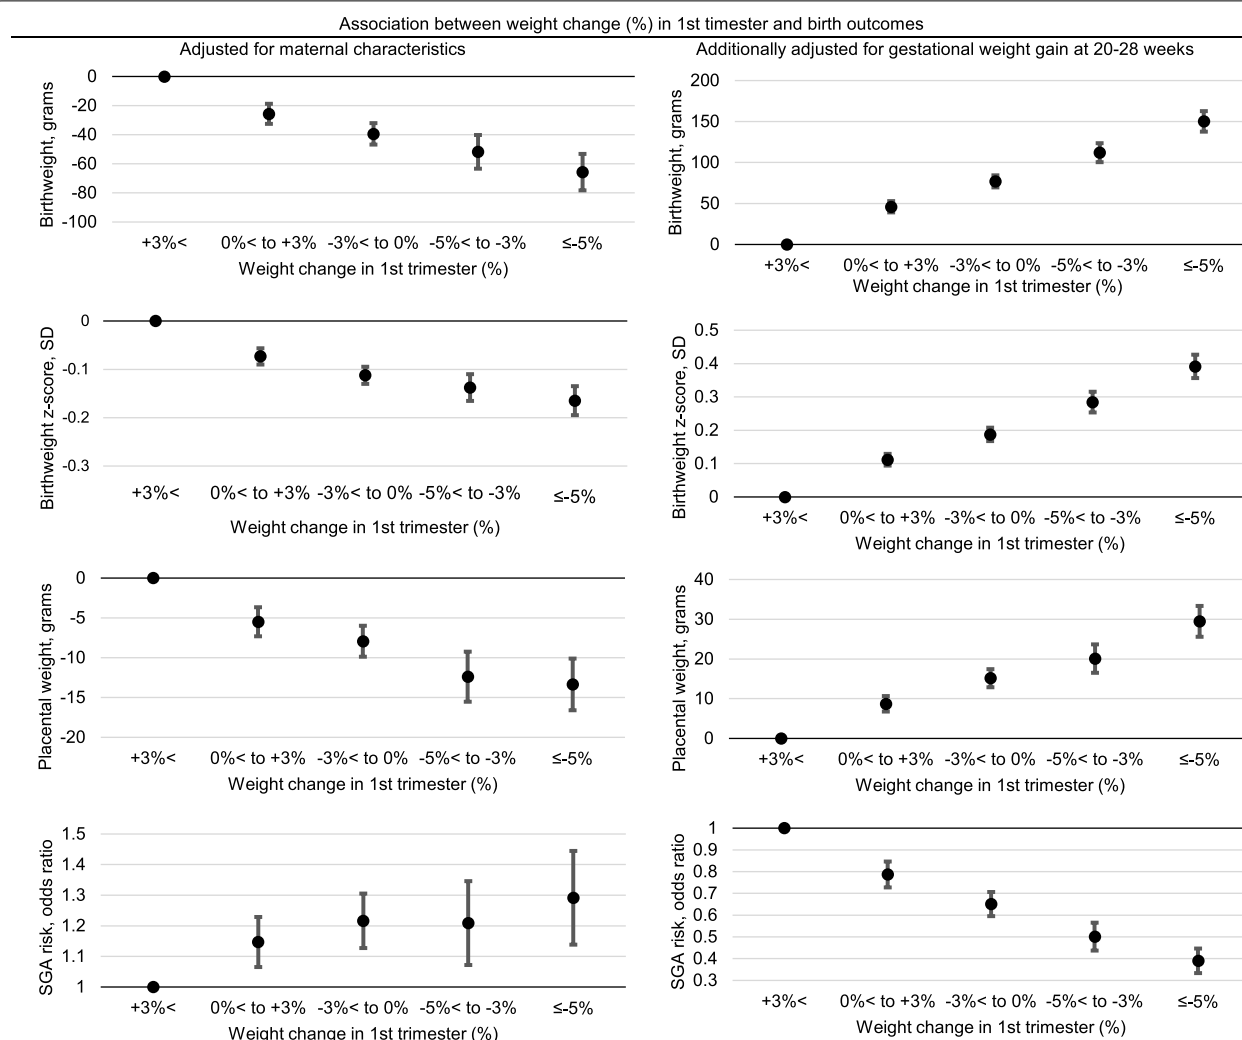 Association between weight change (%) in 1st timester and birth outcomes
Adjusted for maternal characteristics
Birthweight, grams
0
-20
-40
-60
-80
-100
+3%< 0%< to +3% -3%< to 0% -5%< to -3% ≤-5%
Weight change in 1st trimester (%)
Birthweight z-score, SD
0
-0.1
-0.2
-0.3
+3%< 0%< to +3% -3%< to 0% -5%< to -3% ≤-5%
Weight change in 1st trimester (%)
Placental weight, grams
0
-5
-10
-15
-20
+3%< 0%< to +3% -3%< to 0% -5%< to -3% ≤-5%
Weight change in 1st trimester (%)
SGA risk, odds ratio
1.5
1.4
1.3
1.2
1.1
1
+3%< 0%< to +3% -3%< to 0% -5%< to -3% ≤-5%
Weight change in 1st trimester (%)
Additionally adjusted for gestational weight gain at 20-28 weeks
Birthweight, grams
200
150
100
50
0
+3%< 0%< to +3% -3%< to 0% -5%< to -3% ≤-5%
Weight change in 1st trimester (%)
Birthweight z-score, SD
0.5
0.4
0.3
0.2
0.1
0
+3%< 0%< to +3% -3%< to 0% -5%< to -3% ≤-5%
Weight change in 1st trimester (%)
Placental weight, grams
40
30
20
10
0
+3%< 0%< to +3% -3%< to 0% -5%< to -3% ≤-5%
Weight change in 1st trimester (%)
SGA risk, odds ratio
1
0.9
0.8
0.7
0.6
0.5
0.4
0.3
+3%< 0%< to +3% -3%< to 0% -5%< to -3% ≤-5%
Weight change in 1st trimester (%)